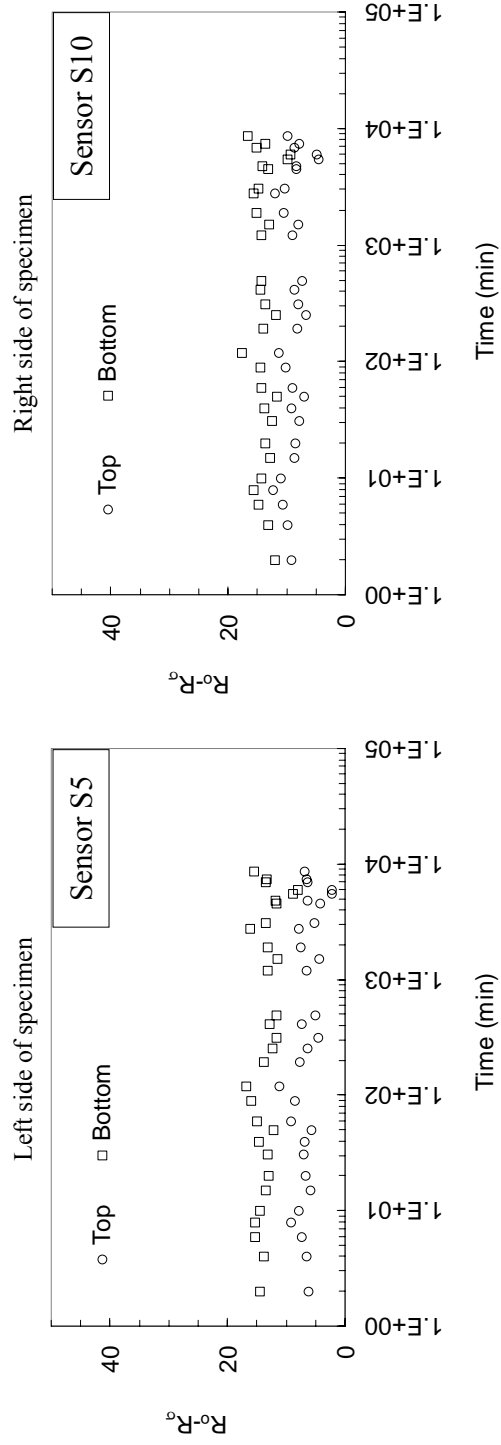 Left side of specimen
Sensor S5
Top Bottom
Ro-Rσ
40
20
0
1.E+00 1.E+01 1.E+02 1.E+03 1.E+04 1.E+05
Time (min)
Right side of specimen
Sensor S10
Top Bottom
Ro-Rσ
40
20
0
1.E+00 1.E+01 1.E+02 1.E+03 1.E+04 1.E+05
Time (min)